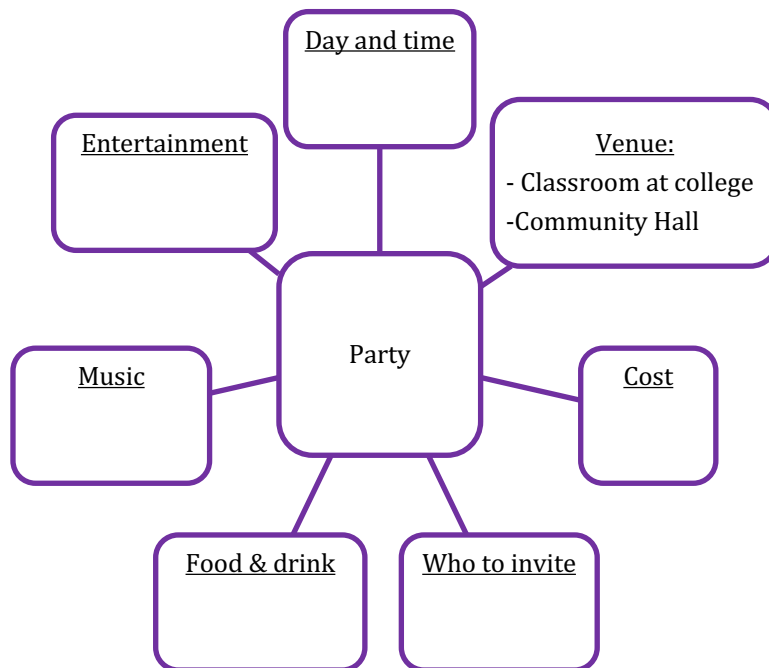 Day and time
Entertainment
Venue:
- Classroom at college
-Community Hall
Party
Music
Cost
Food & drink
Who to invite